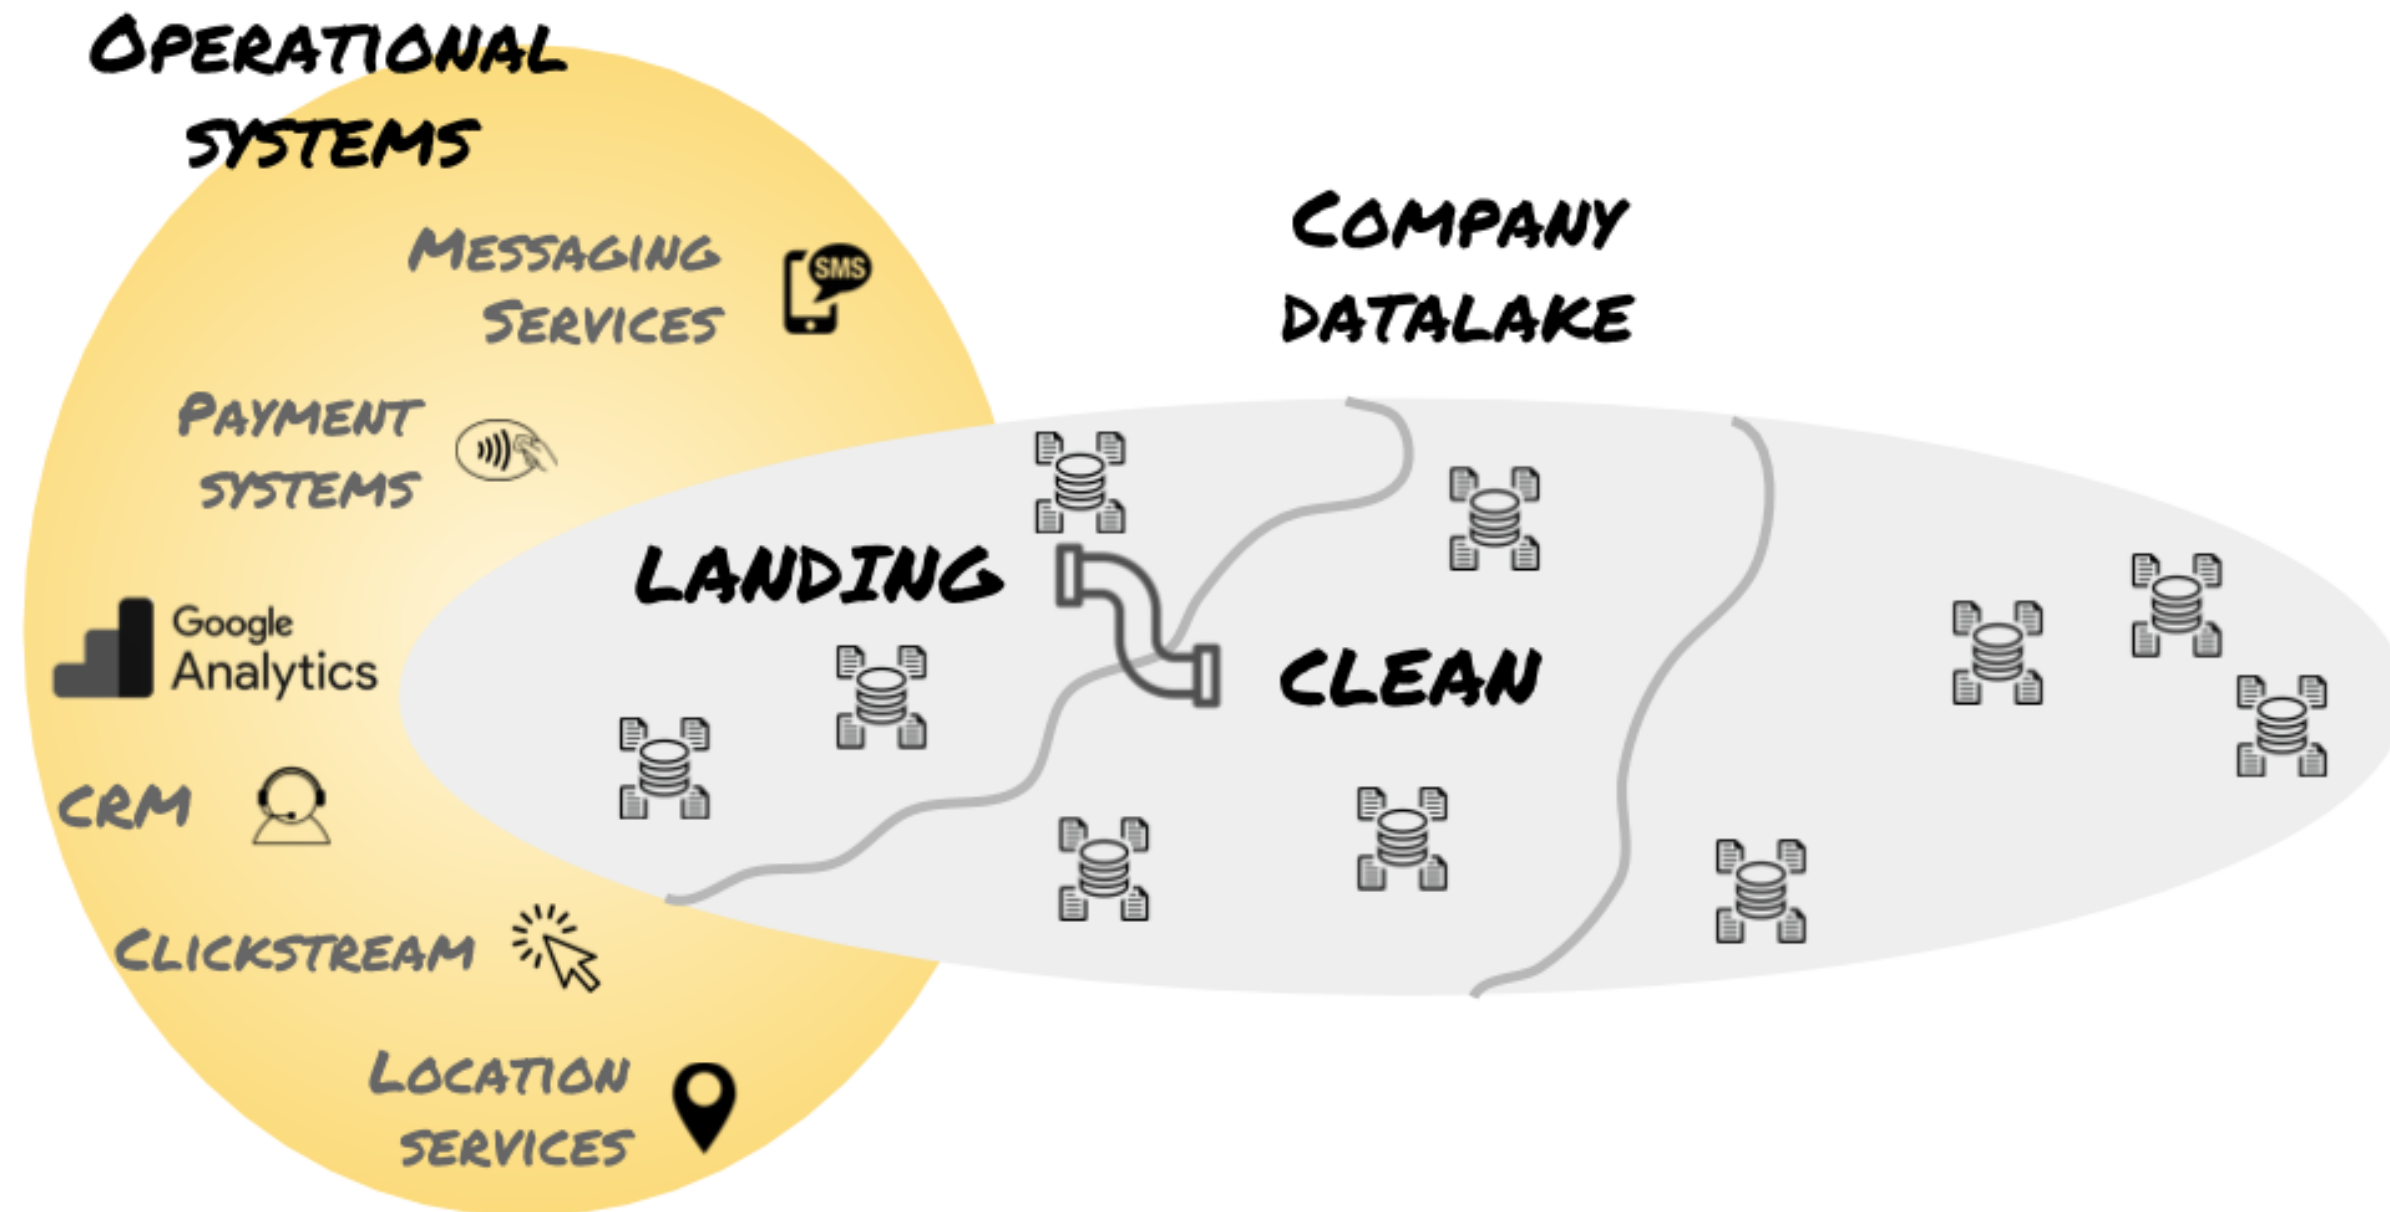 OPERATIONAL
SYSTEMS
MESSAGING
SERVICES
SMS
PAYMENT
SYSTEMS
Google
Analytics
CRM
CLICKSTREAM
LOCATION
SERVICES
COMPANY
DATALAKE
LANDING
CLEAN